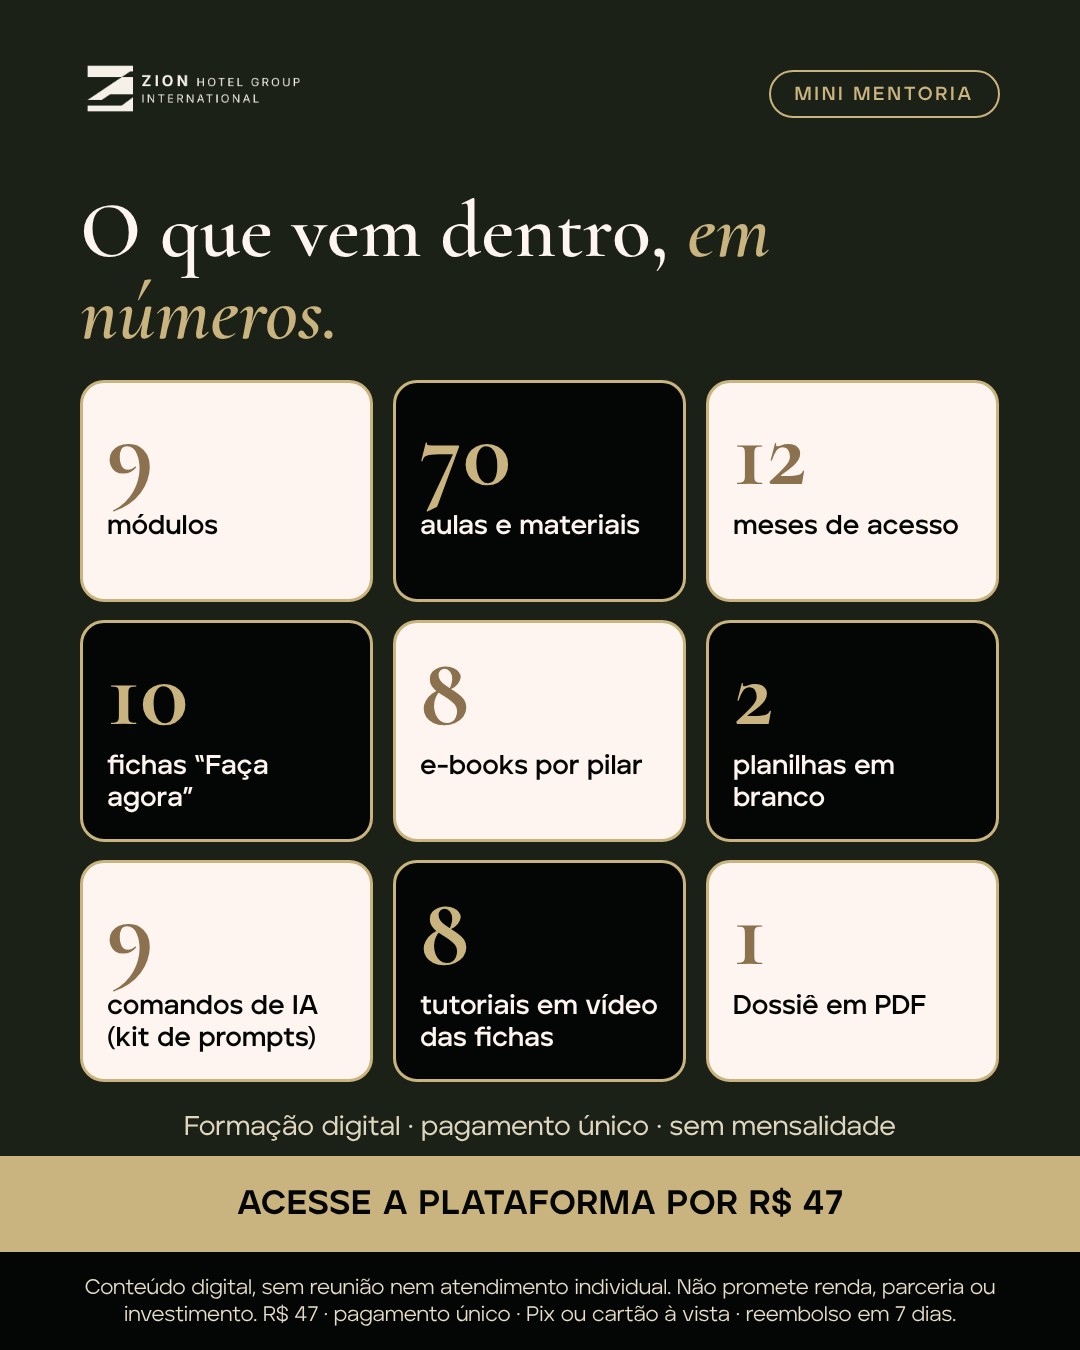 ZION HOTEL GROUP
INTERNATIONAL
MINI MENTORIA
O que vem dentro, em
números.
9
módulos
70
aulas e materiais
12
meses de acesso
10
fichas “Faça
agora”
8
e-books por pilar
2
planilhas em
branco
9
comandos de IA
(kit de prompts)
8
tutoriais em vídeo
das fichas
1
Dossiê em PDF
Formação digital · pagamento único · sem mensalidade
ACESSE A PLATAFORMA POR R$ 47
Conteúdo digital, sem reunião nem atendimento individual. Não promete renda, parceria ou
investimento. R$ 47 · pagamento único · Pix ou cartão à vista · reembolso em 7 dias.